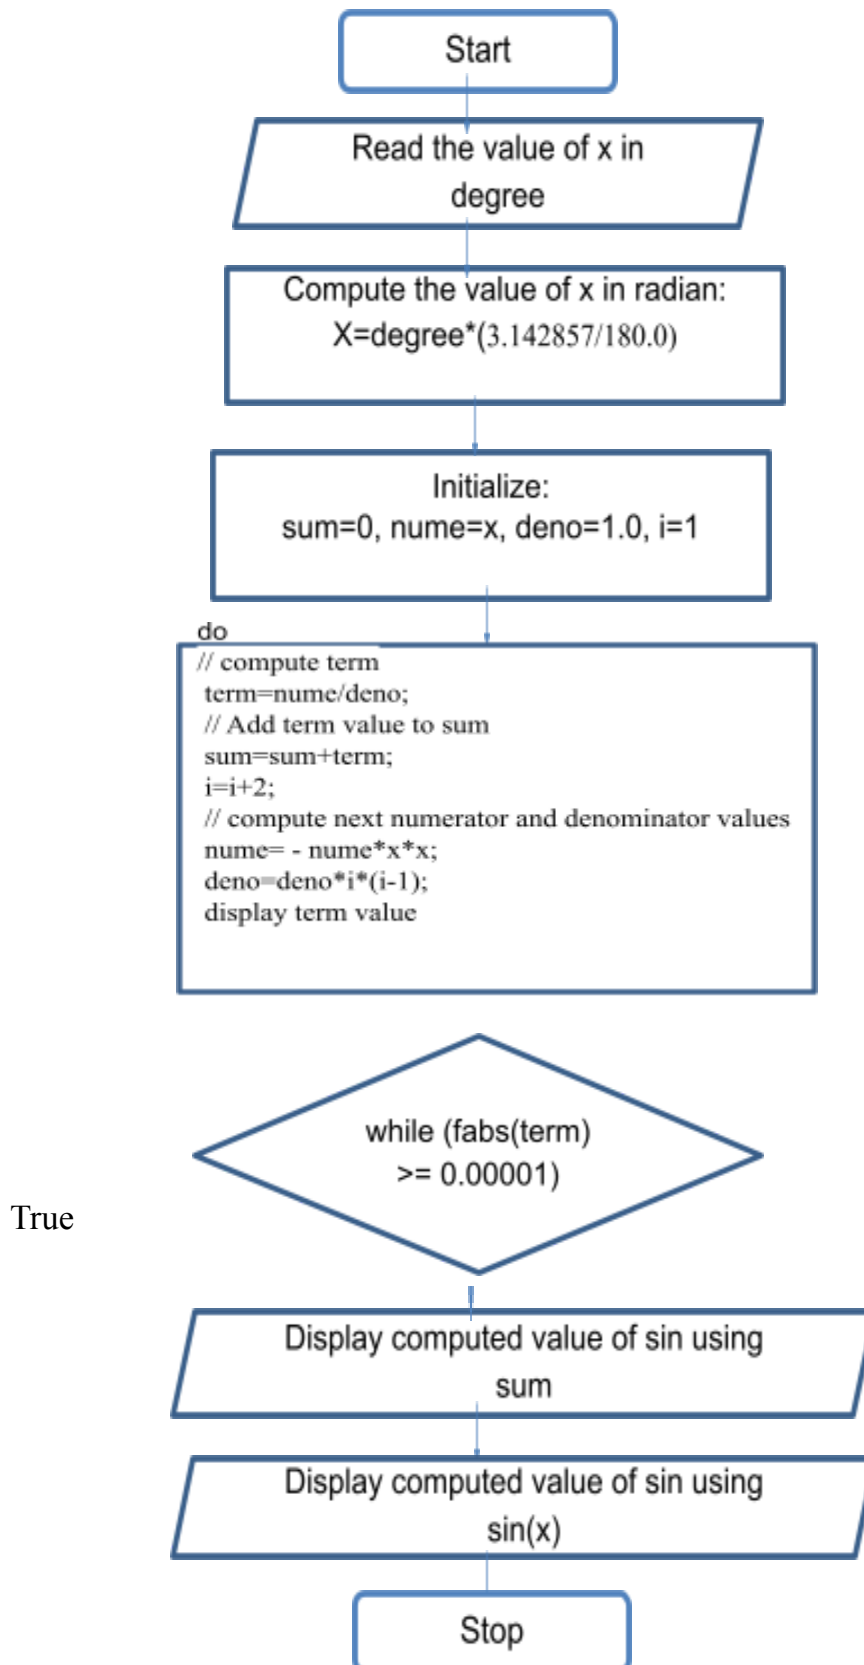 Start
Read the value of x in
degree
Compute the value of x in radian:
X=degree*(3.142857/180.0)
Initialize:
sum=0, nume=x, deno=1.0, i=1
do
// compute term
term=nume/deno;
// Add term value to sum
sum=sum+term;
i=i+2;
// compute next numerator and denominator values
nume= - nume*x*x;
deno=deno*i*(i-1);
display term value
while (fabs(term)
>= 0.00001)
True
Display computed value of sin using
sum
Display computed value of sin using
sin(x)
Stop